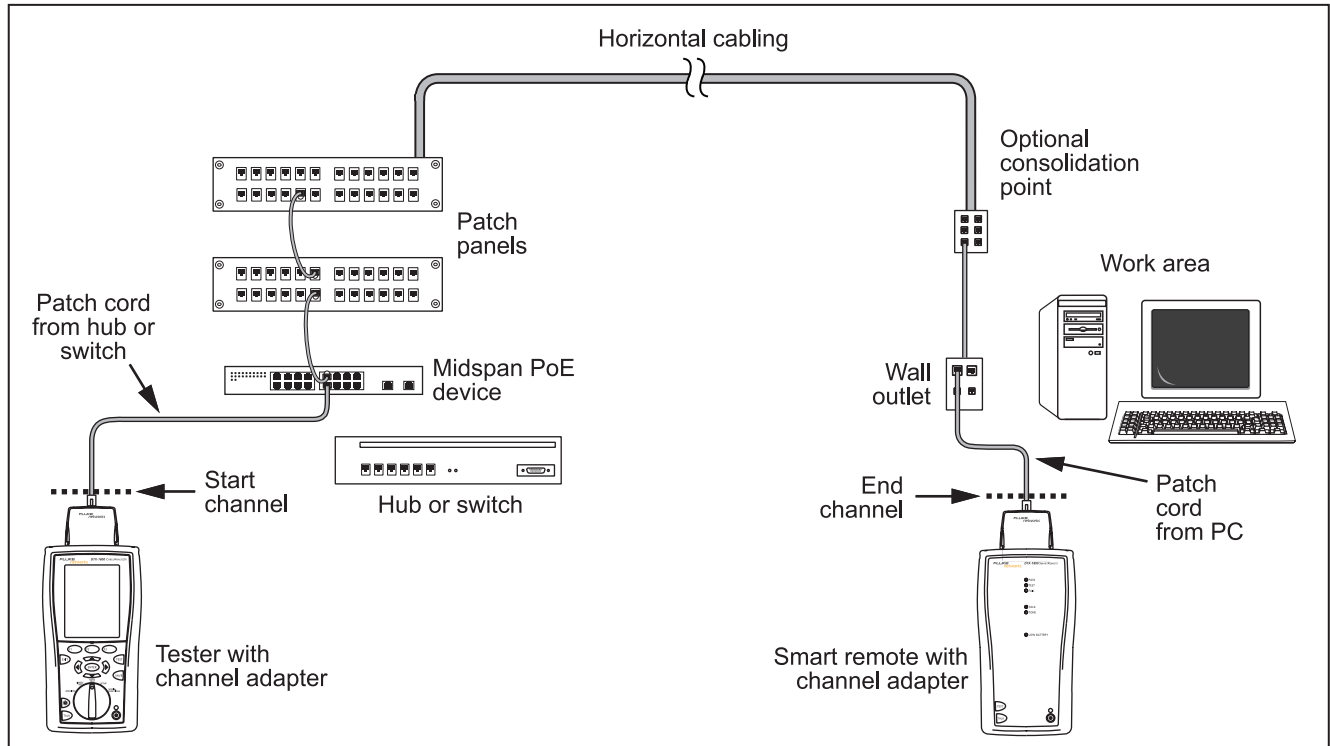 Horizontal cabling
Optional
consolidation
point
Patch
panels
Work area
Patch cord
from hub or
switch
Midspan PoE
device
Wall
outlet
Start
channel
Hub or switch
End
channel
Patch
cord
from PC
Tester with
channel adapter
Smart remote with
channel adapter